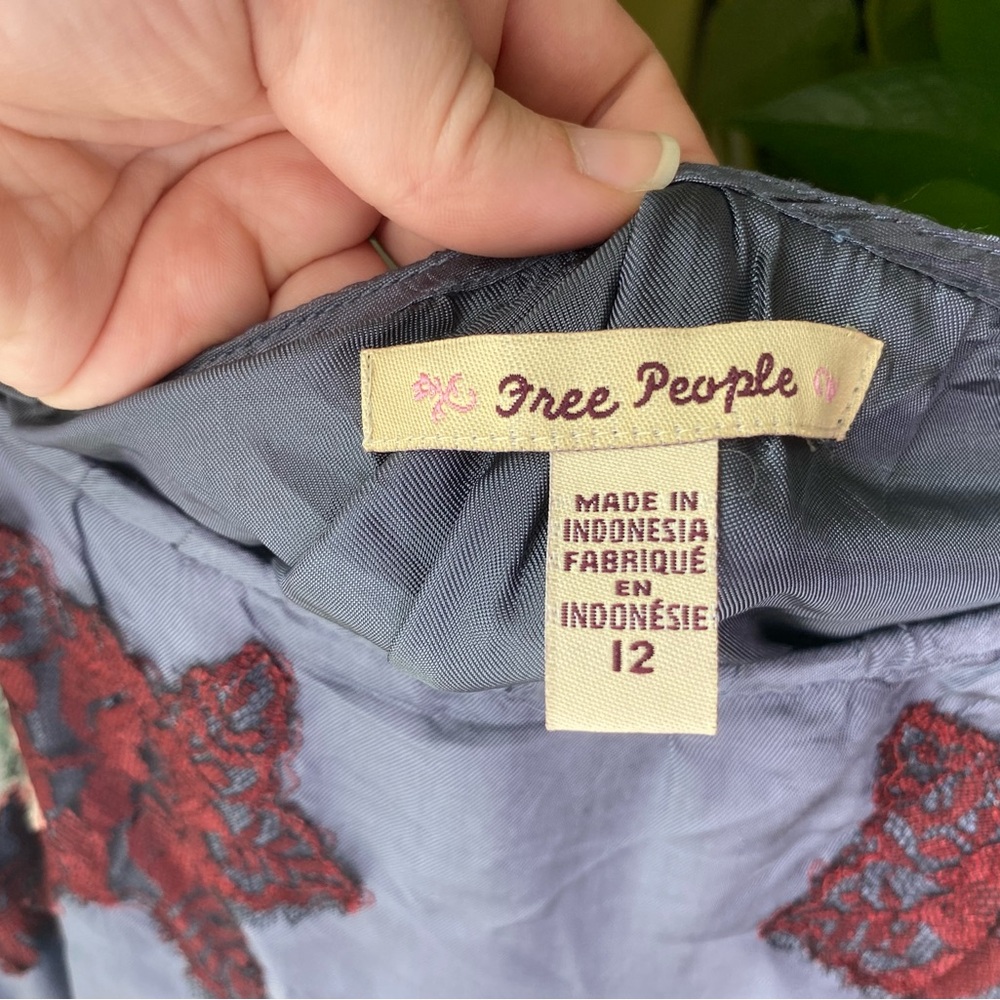 Free People
MADE IN
INDONESIA
FABRIQUÉ
EN
INDONÉSIE
12